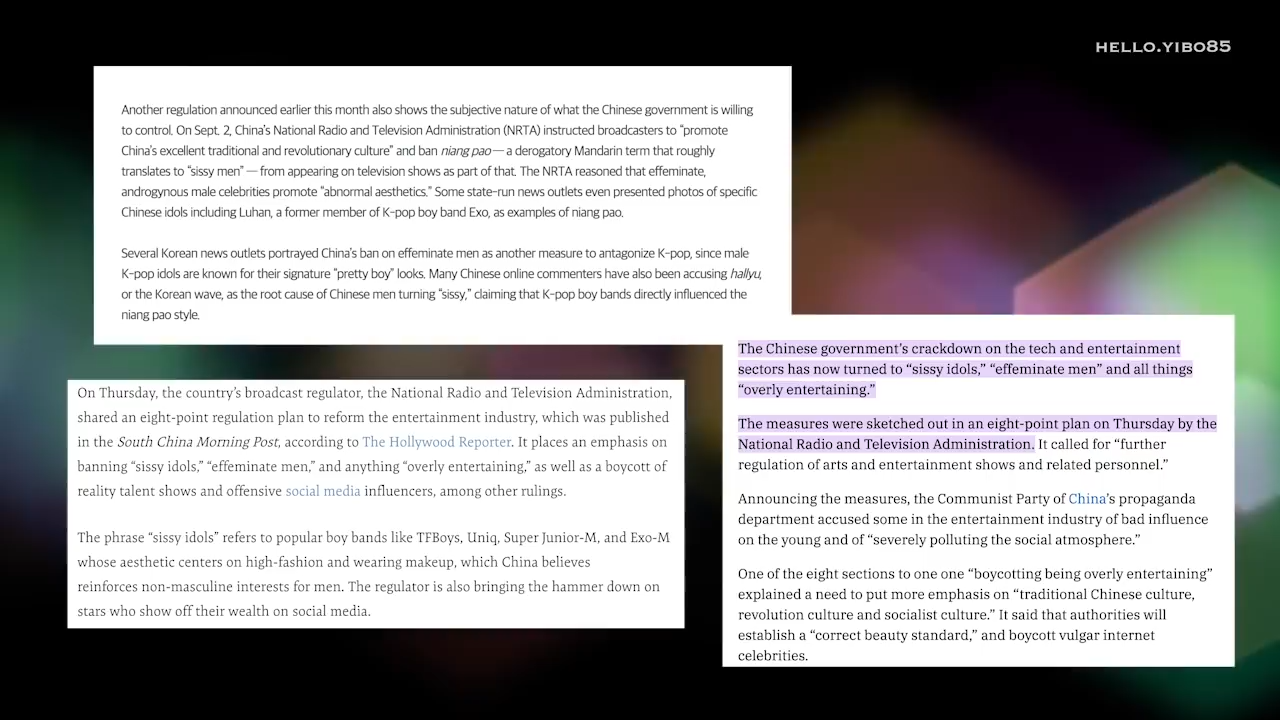 HELLO.YIBO85
Another regulation announced earlier this month also shows the subjective nature of what the Chinese government is willing
to control. On Sept. 2, China's National Radio and Television Administration (NRTA) instructed broadcasters to "promote
China's excellent traditional and revolutionary culture" and ban niang pao — a derogatory Mandarin term that roughly
translates to "sissy men" — from appearing on television shows as part of that. The NRTA reasoned that effeminate,
androgynous male celebrities promote "abnormal aesthetics." Some state-run news outlets even presented photos of specific
Chinese idols including Luhan, a former member of K-pop boy band Exo, as examples of niang pao.
Several Korean news outlets portrayed China's ban on effeminate men as another measure to antagonize K-pop, since male
K-pop idols are known for their signature "pretty boy" looks. Many Chinese online commenters have also been accusing hallyu,
or the Korean wave, as the root cause of Chinese men turning "sissy," claiming that K-pop boy bands directly influenced the
niang pao style.
On Thursday, the country's broadcast regulator, the National Radio and Television Administration,
shared an eight-point regulation plan to reform the entertainment industry, which was published
in the South China Morning Post, according to The Hollywood Reporter. It places an emphasis on
banning “sissy idols,” “effeminate men,” and anything “overly entertaining,” as well as a boycott of
reality talent shows and offensive social media influencers, among other rulings.
The phrase “sissy idols” refers to popular boy bands like TFBoys, Uniq, Super Junior-M, and Exo-M
whose aesthetic centers on high-fashion and wearing makeup, which China believes
reinforces non-masculine interests for men. The regulator is also bringing the hammer down on
stars who show off their wealth on social media.
The Chinese government’s crackdown on the tech and entertainment
sectors has now turned to “sissy idols,” “effeminate men” and all things
“overly entertaining.”
The measures were sketched out in an eight-point plan on Thursday by the
National Radio and Television Administration. It called for “further
regulation of arts and entertainment shows and related personnel.”
Announcing the measures, the Communist Party of China’s propaganda
department accused some in the entertainment industry of bad influence
on the young and of “severely polluting the social atmosphere.”
One of the eight sections to one one “boycotting being overly entertaining”
explained a need to put more emphasis on “traditional Chinese culture,
revolution culture and socialist culture.” It said that authorities will
establish a “correct beauty standard,” and boycott vulgar internet
celebrities.